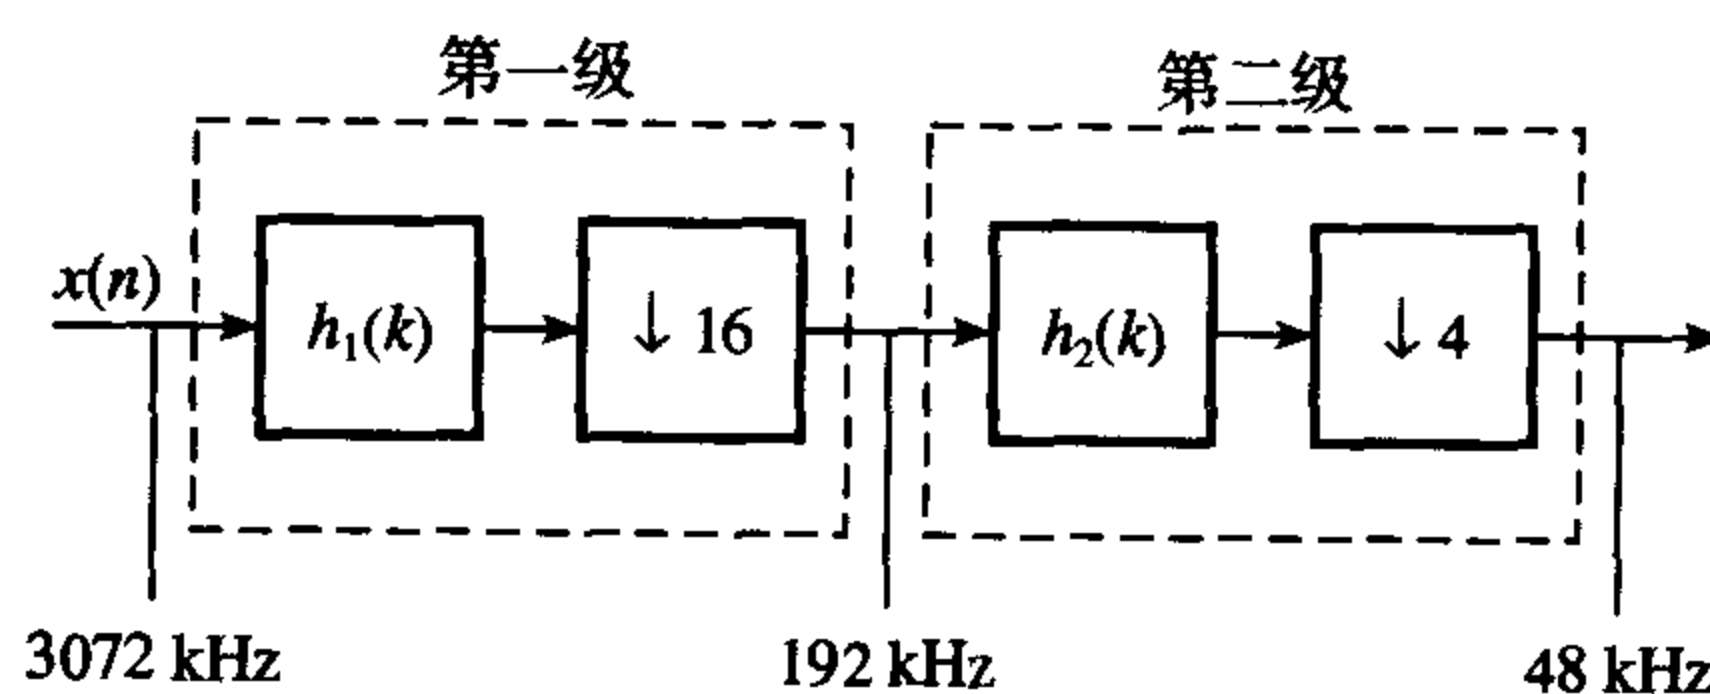 第一级
第二级
x(n)
h₁(k)
↓ 16
h₂(k)
↓ 4
3072 kHz
192 kHz
48 kHz